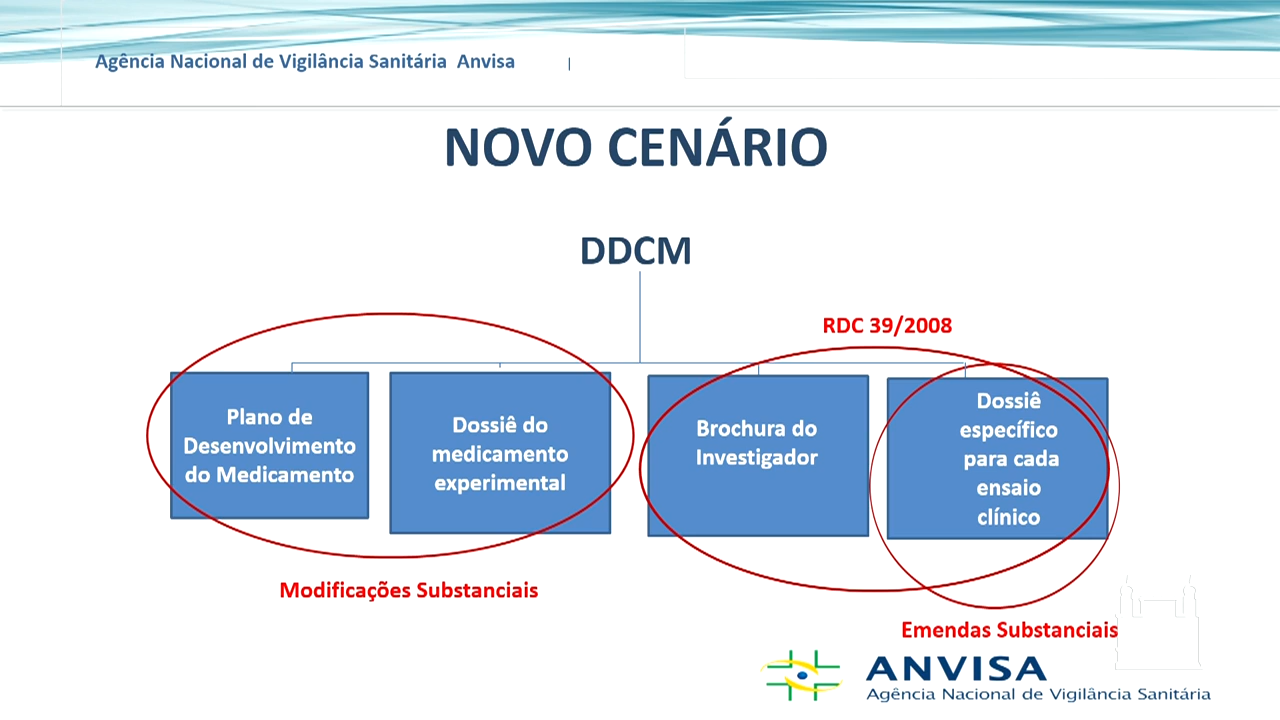 Agência Nacional de Vigilância Sanitária Anvisa
NOVO CENÁRIO
DDCM
RDC 39/2008
Plano de
Desenvolvimento
do Medicamento
Dossiê do
medicamento
experimental
Brochura do
Investigador
Dossiê
específico
para cada
ensaio
clínico
Modificações Substanciais
Emendas Substanciais
ANVISA
Agência Nacional de Vigilância Sanitária